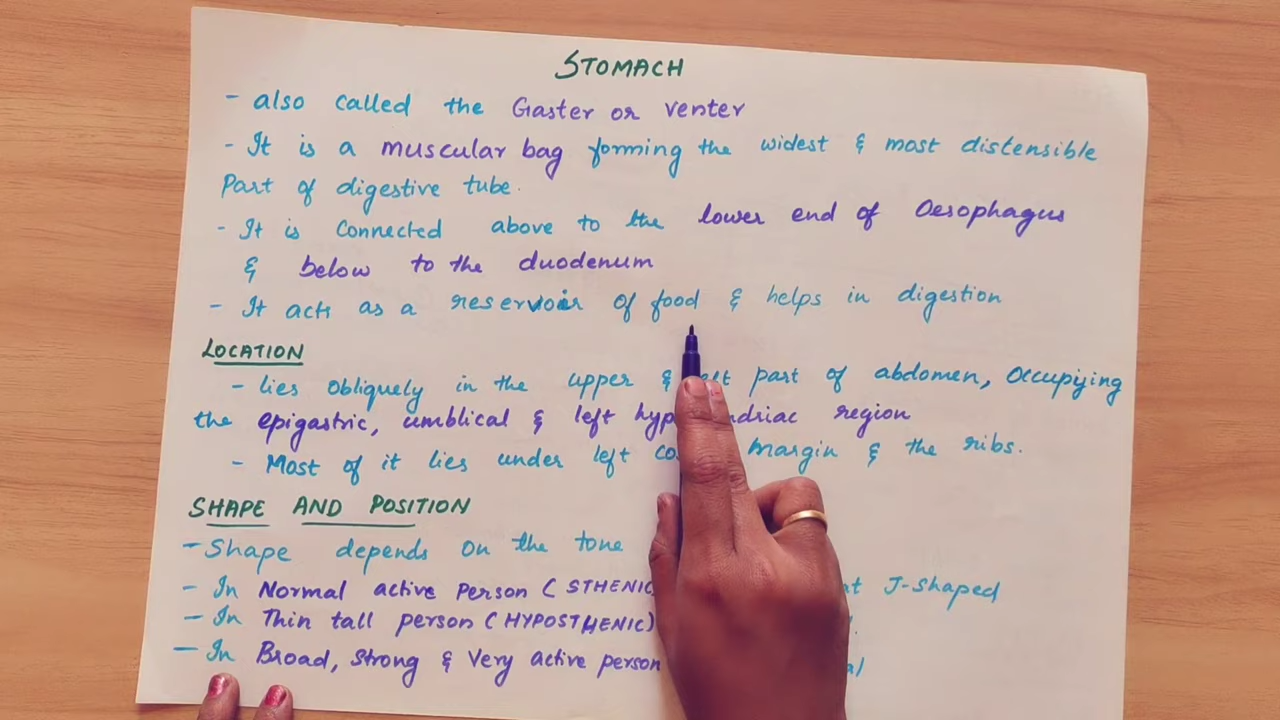 STOMACH
- also called the Gaster or venter
- It is a muscular bag forming the widest & most distensible
Part of digestive tube.
- It is connected above to the lower end of Oesophagus
& below to the duodenum
- It acts as a reservoir of food & helps in digestion
LOCATION
- lies obliquely in the upper & left part of abdomen, occupying
the epigastric, umblical & left hyp ndriac region
- Most of it lies under left co margin & the ribs.
SHAPE AND POSITION
- Shape depends on the tone
- In Normal active Person (STHENIC at J-shaped
- In Thin tall person (HYPOSTHENIC)
- In Broad, strong & Very active person al